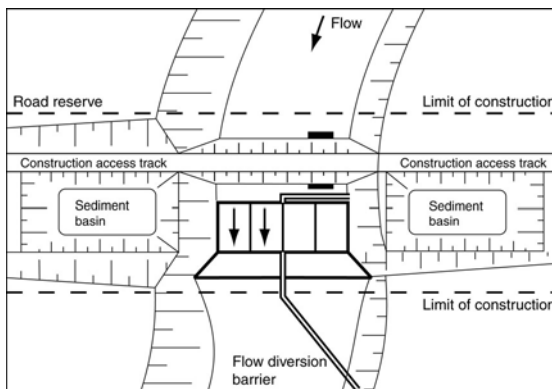 Flow
Road reserve
Limit of construction
Construction access track
Construction access track
Sediment
basin
Sediment
basin
Limit of construction
Flow diversion
barrier